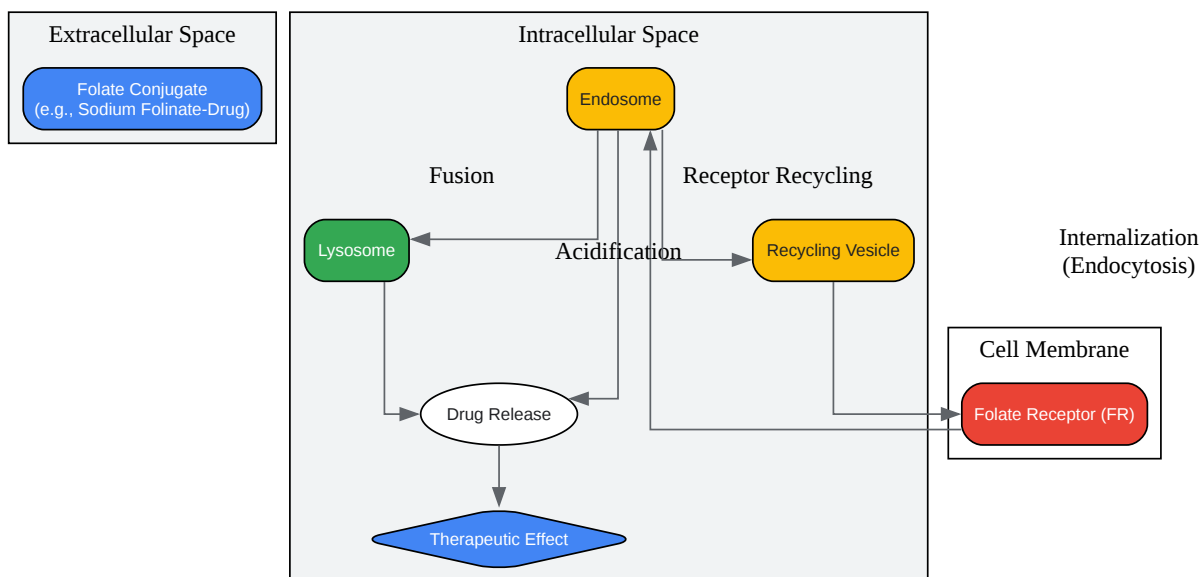 Extracellular Space
Folate Conjugate
(e.g., Sodium Folinate-Drug)
Intracellular Space
Endosome
Fusion
Receptor Recycling
Lysosome
Acidification
Recycling Vesicle
Internalization
(Endocytosis)
Cell Membrane
Folate Receptor (FR)
Drug Release
Therapeutic Effect